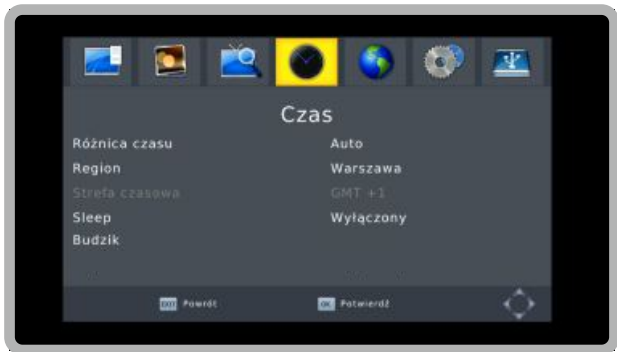 Czas
Różnica czasu Auto
Region Warszawa
Strefa czasowa GMT +1
Sleep Wyłączony
Budzik
EXIT Powrót OK Potwierdź